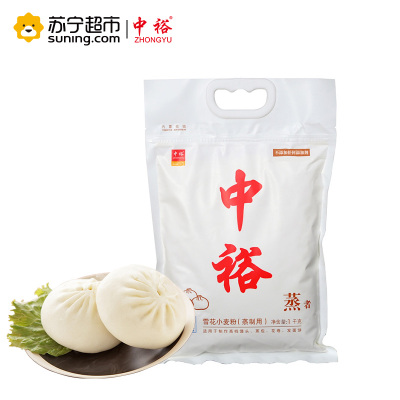 苏宁超市
suning.com
中裕
ZHONGYU
中裕
中
裕
蒸者
雪花小麦粉(蒸制用) 净含量:1千克